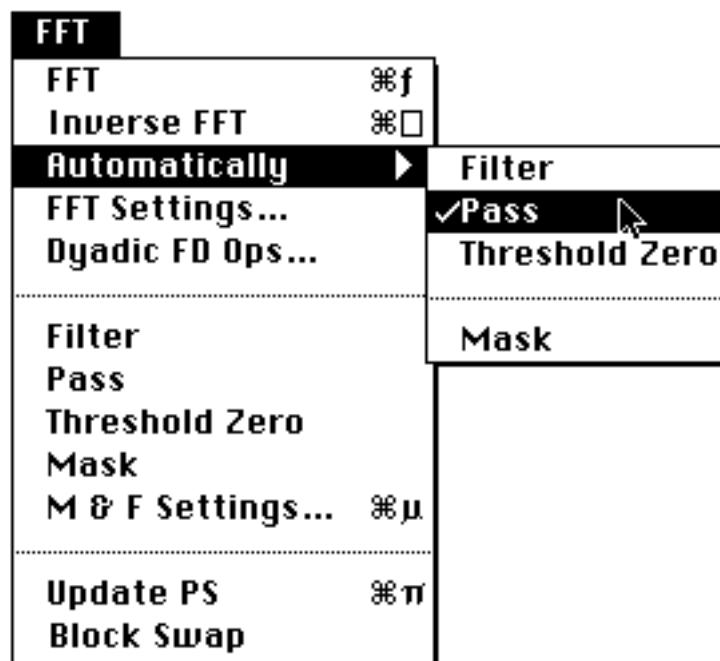 FFT
FFT ⌘ƒ
Inverse FFT ⌘□
Automatically ▶
FFT Settings...
Dyadic FD Ops...
Filter
Pass
Threshold Zero
Mask
M & F Settings... ⌘µ
Update PS ⌘π
Block Swap
Filter
✓Pass
Threshold Zero
Mask